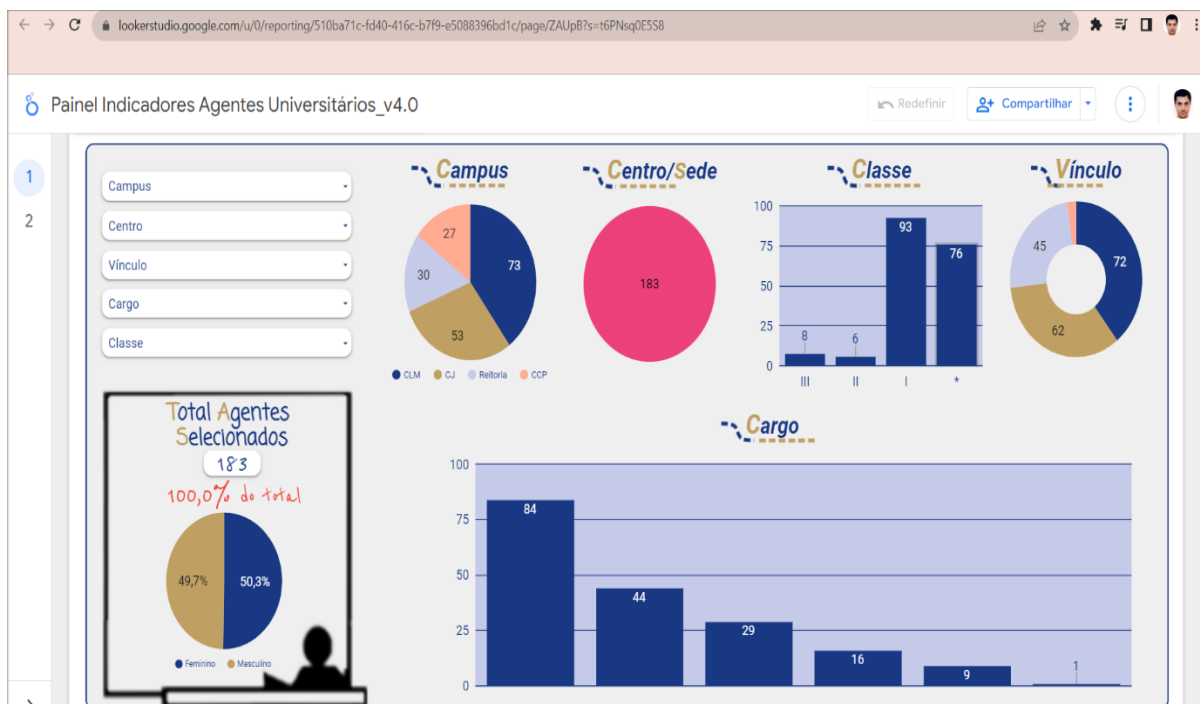 lookerstudio.google.com/u/0/reporting/510ba71c-fd40-416c-b7f9-e5088396bd1c/page/ZAUpB?s=t6PNsq0E5S8
Painel Indicadores Agentes Universitários_v4.0
Redefinir
Compartilhar
1
2
Campus
Centro
Vínculo
Cargo
Classe
Campus
27
73
30
53
CLM CJ Reitoria CCP
Centro/Sede
183
Classe
100
75
50
25
0
8
6
93
76
III II I *
Vínculo
45
72
62
Total Agentes
Selecionados
183
100,0% do total
49,7% 50,3%
Feminino Masculino
Cargo
100
75
50
25
0
84
44
29
16
9
1